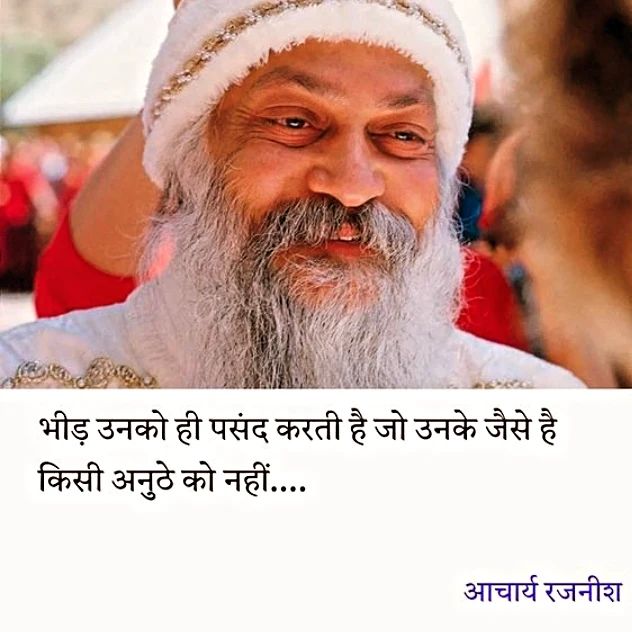 भीड़ उनको ही पसंद करती है जो उनके जैसे है
किसी अनुठे को नहीं....
आचार्य रजनीश